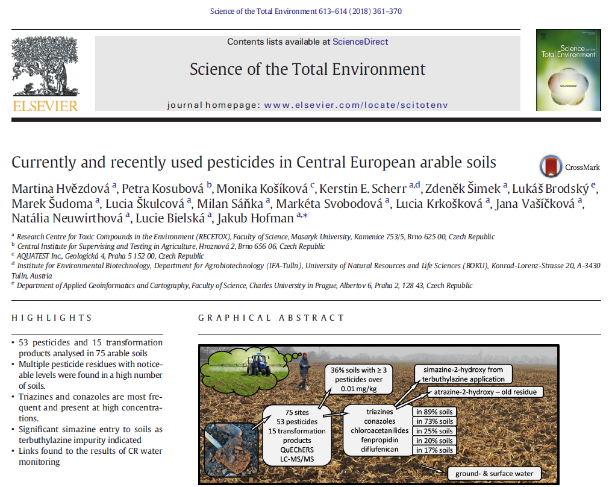 Science of the Total Environment 613–614 (2018) 361–370
Contents lists available at ScienceDirect
Science of the Total Environment
journal homepage: www.elsevier.com/locate/scitotenv
ELSEVIER
Science of the
Total Environment
Currently and recently used pesticides in Central European arable soils
CrossMark
Martina Hvězdová a, Petra Kosubová b, Monika Košíková c, Kerstin E. Scherr a,d, Zdeněk Šimek a, Lukáš Brodský e,
Marek Šudoma a, Lucia Škulcová a, Milan Sáňka a, Markéta Svobodová a, Lucia Krkošková a, Jana Vašíčková a,
Natália Neuwirthová a, Lucie Bielská a, Jakub Hofman a,*
a Research Centre for Toxic Compounds in the Environment (RECETOX), Faculty of Science, Masaryk University, Kamenice 753/5, Brno 625 00, Czech Republic
b Central Institute for Supervising and Testing in Agriculture, Hroznová 2, Brno 656 06, Czech Republic
c AQUATEST Inc., Geologická 4, Praha 5 152 00, Czech Republic
d Institute for Environmental Biotechnology, Department for Agrobiotechnology (IFA-Tulln), University of Natural Resources and Life Sciences (BOKU), Konrad-Lorenz-Strasse 20, A-3430
Tulln, Austria
e Department of Applied Geoinformatics and Cartography, Faculty of Science, Charles University in Prague, Albertov 6, Praha 2, 128 43, Czech Republic
HIGHLIGHTS
• 53 pesticides and 15 transformation
products analysed in 75 arable soils
• Multiple pesticide residues with notice-
able levels were found in a high number
of soils.
• Triazines and conazoles are most fre-
quent and present at high concentra-
tions.
• Significant simazine entry to soils as
terbuthylazine impurity indicated
• Links found to the results of CR water
monitoring
GRAPHICAL ABSTRACT
36% soils with ≥ 3
pesticides over
0.01 mg/kg
simazine-2-hydroxy from
terbuthylazine application
atrazine-2-hydroxy – old residue
75 sites
53 pesticides
15 transformation
products
QuEChERS
LC-MS/MS
triazines
conazoles
chloroacetanilides
fenpropidin
diflufenican
in 89% soils
in 73% soils
in 25% soils
in 20% soils
in 17% soils
ground- & surface water